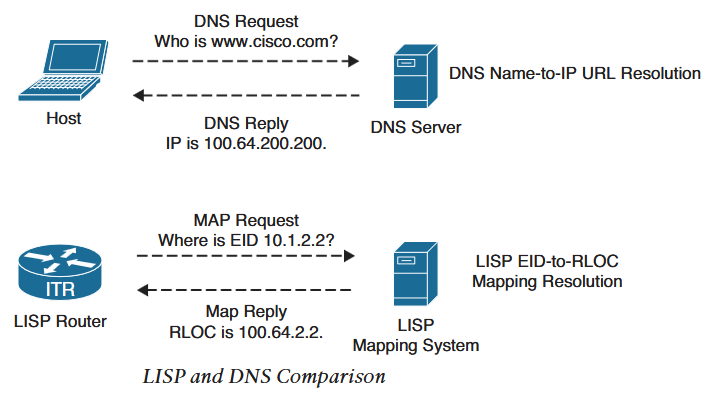 DNS Request
Who is www.cisco.com?
DNS Name-to-IP URL Resolution
Host
DNS Reply
IP is 100.64.200.200.
DNS Server
MAP Request
Where is EID 10.1.2.2?
LISP EID-to-RLOC
Mapping Resolution
ITR
LISP Router
Map Reply
RLOC is 100.64.2.2.
LISP
Mapping System
LISP and DNS Comparison